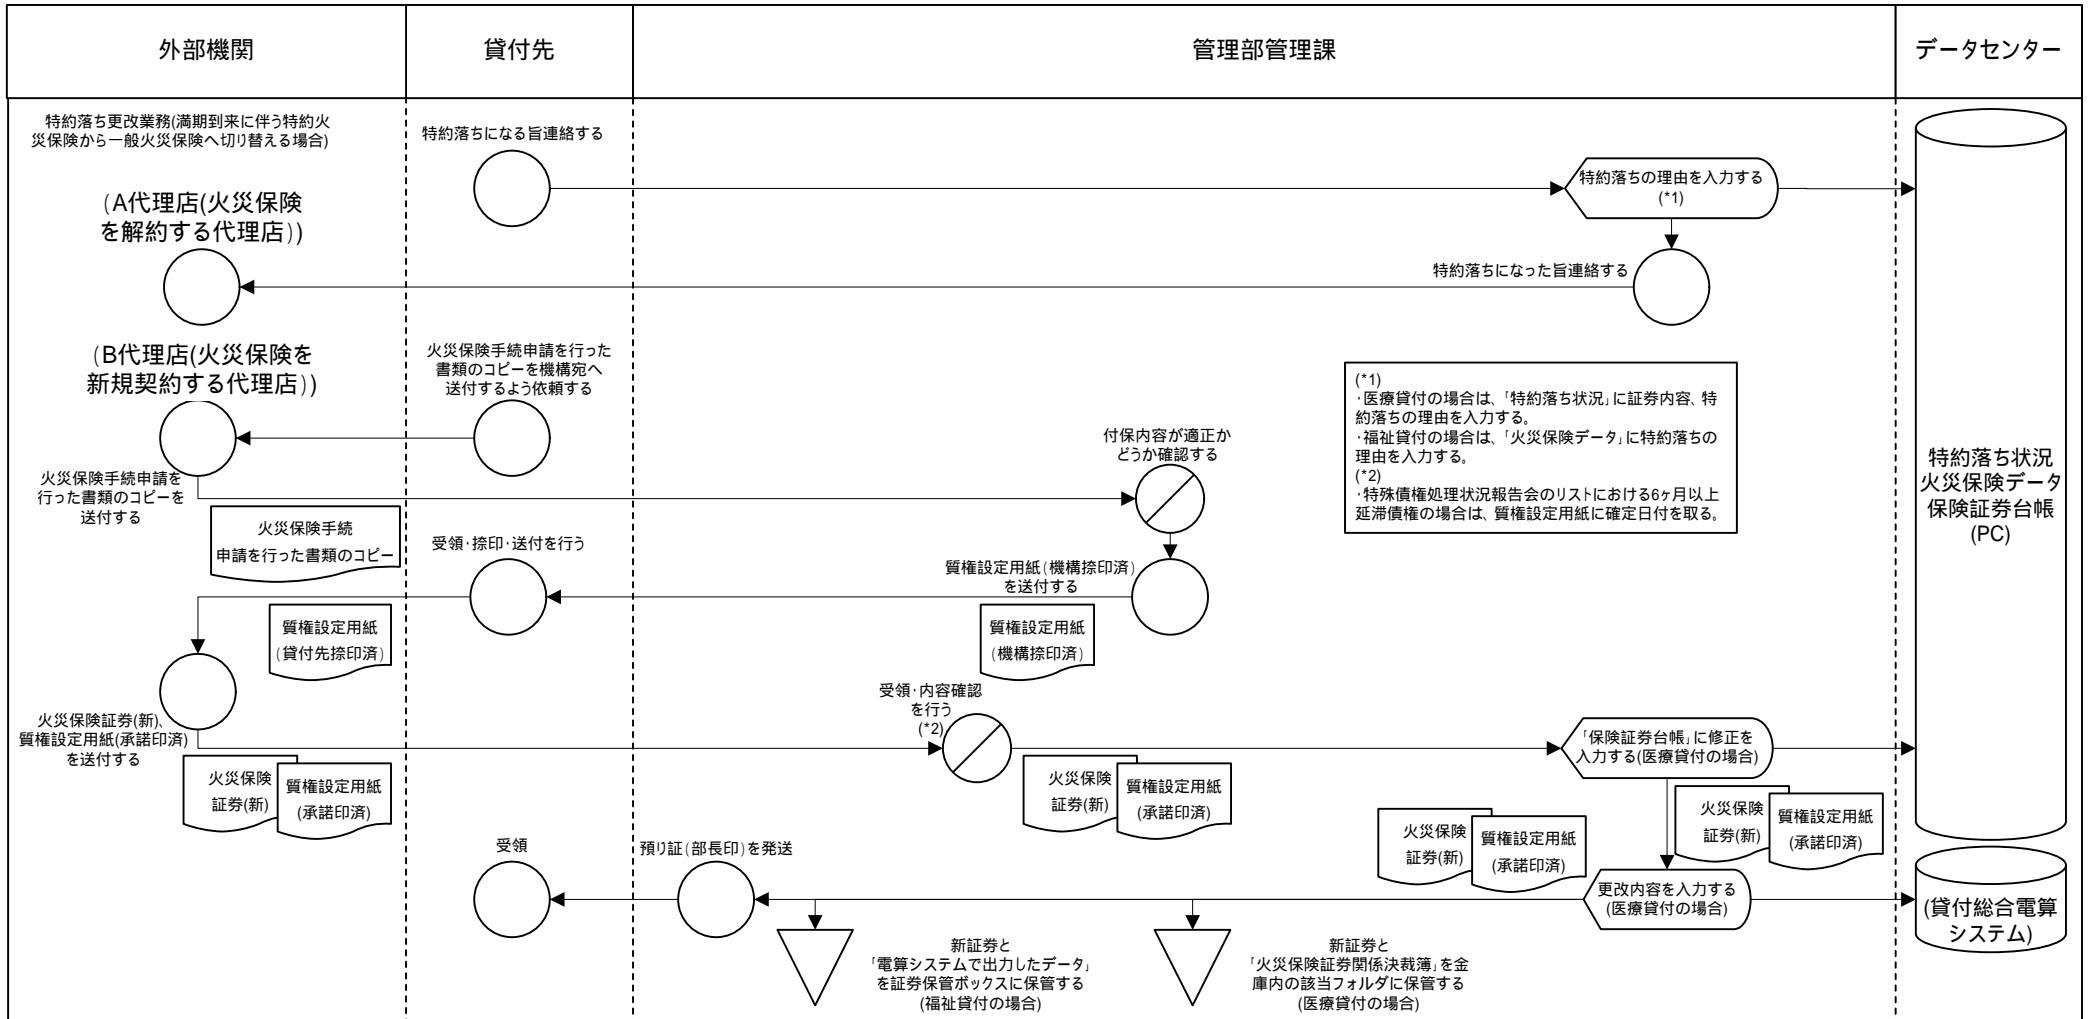 外部機関
貸付先
管理部管理課
データセンター
特約落ち更改業務(満期到来に伴う特約火
災保険から一般火災保険へ切り替える場合)
特約落ちになる旨連絡する
特約落ちの理由を入力する
(*1)
(A代理店(火災保険
を解約する代理店))
特約落ちになった旨連絡する
(B代理店(火災保険を
新規契約する代理店))
火災保険手続申請を行った
書類のコピーを機構宛へ
送付するよう依頼する
(*1)
・医療貸付の場合は、「特約落ち状況」に証券内容、特
約落ちの理由を入力する。
・福祉貸付の場合は、「火災保険データ」に特約落ちの
理由を入力する。
(*2)
・特殊債権処理状況報告会のリストにおける6ヶ月以上
延滞債権の場合は、質権設定用紙に確定日付を取る。
付保内容が適正か
どうか確認する
特約落ち状況
火災保険データ
保険証券台帳
(PC)
火災保険手続申請を
行った書類のコピーを
送付する
火災保険手続
申請を行った書類のコピー
受領・捺印・送付を行う
質権設定用紙(機構捺印済)
を送付する
質権設定用紙
(貸付先捺印済)
質権設定用紙
(機構捺印済)
受領・内容確認
を行う
(*2)
火災保険証券(新)、
質権設定用紙(承諾印済)
を送付する
「保険証券台帳」に修正を
入力する(医療貸付の場合)
火災保険
証券(新)
質権設定用紙
(承諾印済)
火災保険
証券(新)
質権設定用紙
(承諾印済)
火災保険
証券(新)
質権設定用紙
(承諾印済)
火災保険
証券(新)
質権設定用紙
(承諾印済)
受領
預り証(部長印)を発送
更改内容を入力する
(医療貸付の場合)
(貸付総合電算
システム)
新証券と
「電算システムで出力したデータ」
を証券保管ボックスに保管する
(福祉貸付の場合)
新証券と
「火災保険証券関係決裁簿」を金
庫内の該当フォルダに保管する
(医療貸付の場合)